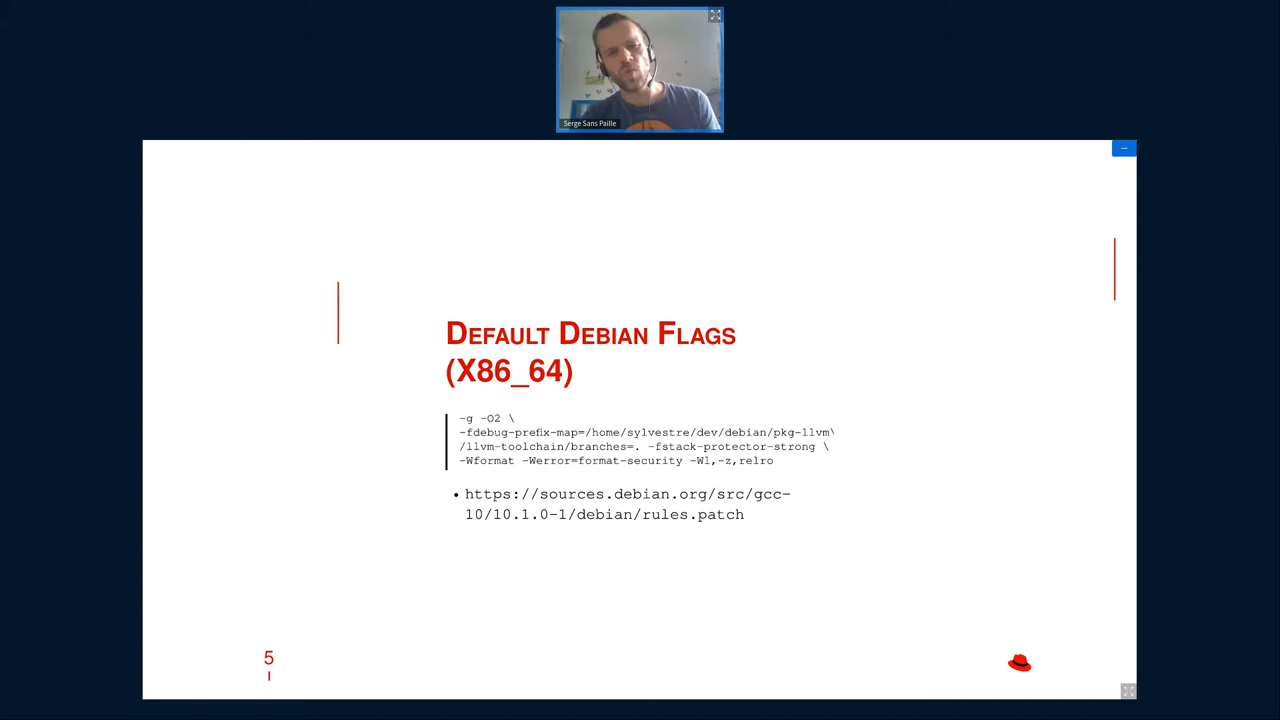 Serge Sans Paille
DEFAULT DEBIAN FLAGS
(X86_64)
-g -O2 \
-fdebug-prefix-map=/home/sylvestre/dev/debian/pkg-llvm\
/llvm-toolchain/branches=. -fstack-protector-strong \
-Wformat -Werror=format-security -Wl,-z,relro
• https://sources.debian.org/src/gcc-
10/10.1.0-1/debian/rules.patch
5